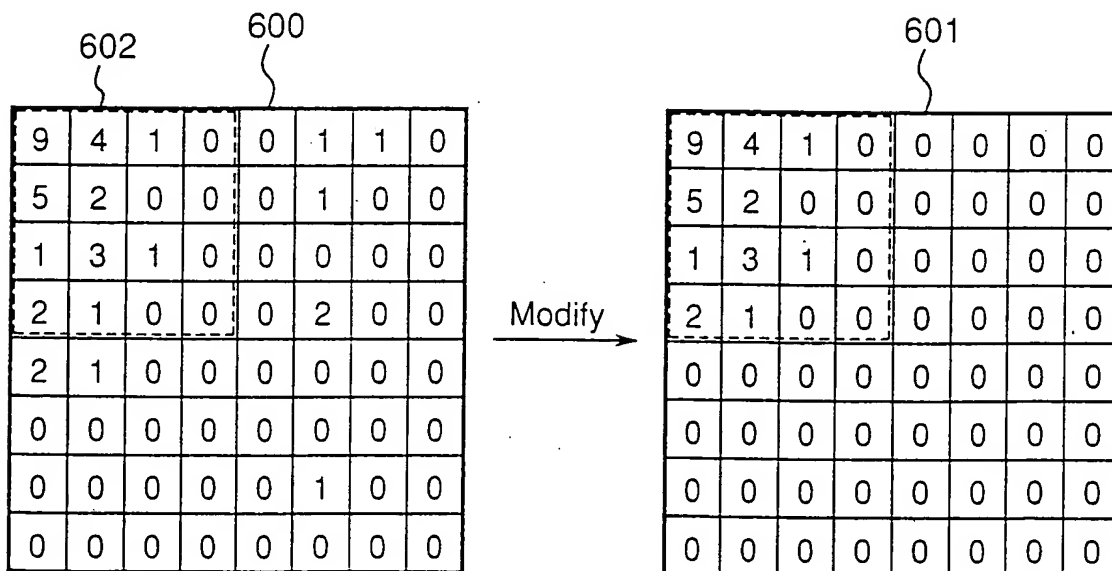 602 600 601
9 4 1 0 0 1 1 0 9 4 1 0 0 0 0 0
5 2 0 0 0 1 0 0 5 2 0 0 0 0 0 0
1 3 1 0 0 0 0 0 1 3 1 0 0 0 0 0
2 1 0 0 0 2 0 0 2 1 0 0 0 0 0 0
Modify
2 1 0 0 0 0 0 0 0 0 0 0 0 0 0 0
0 0 0 0 0 0 0 0 0 0 0 0 0 0 0 0
0 0 0 0 0 1 0 0 0 0 0 0 0 0 0 0
0 0 0 0 0 0 0 0 0 0 0 0 0 0 0 0